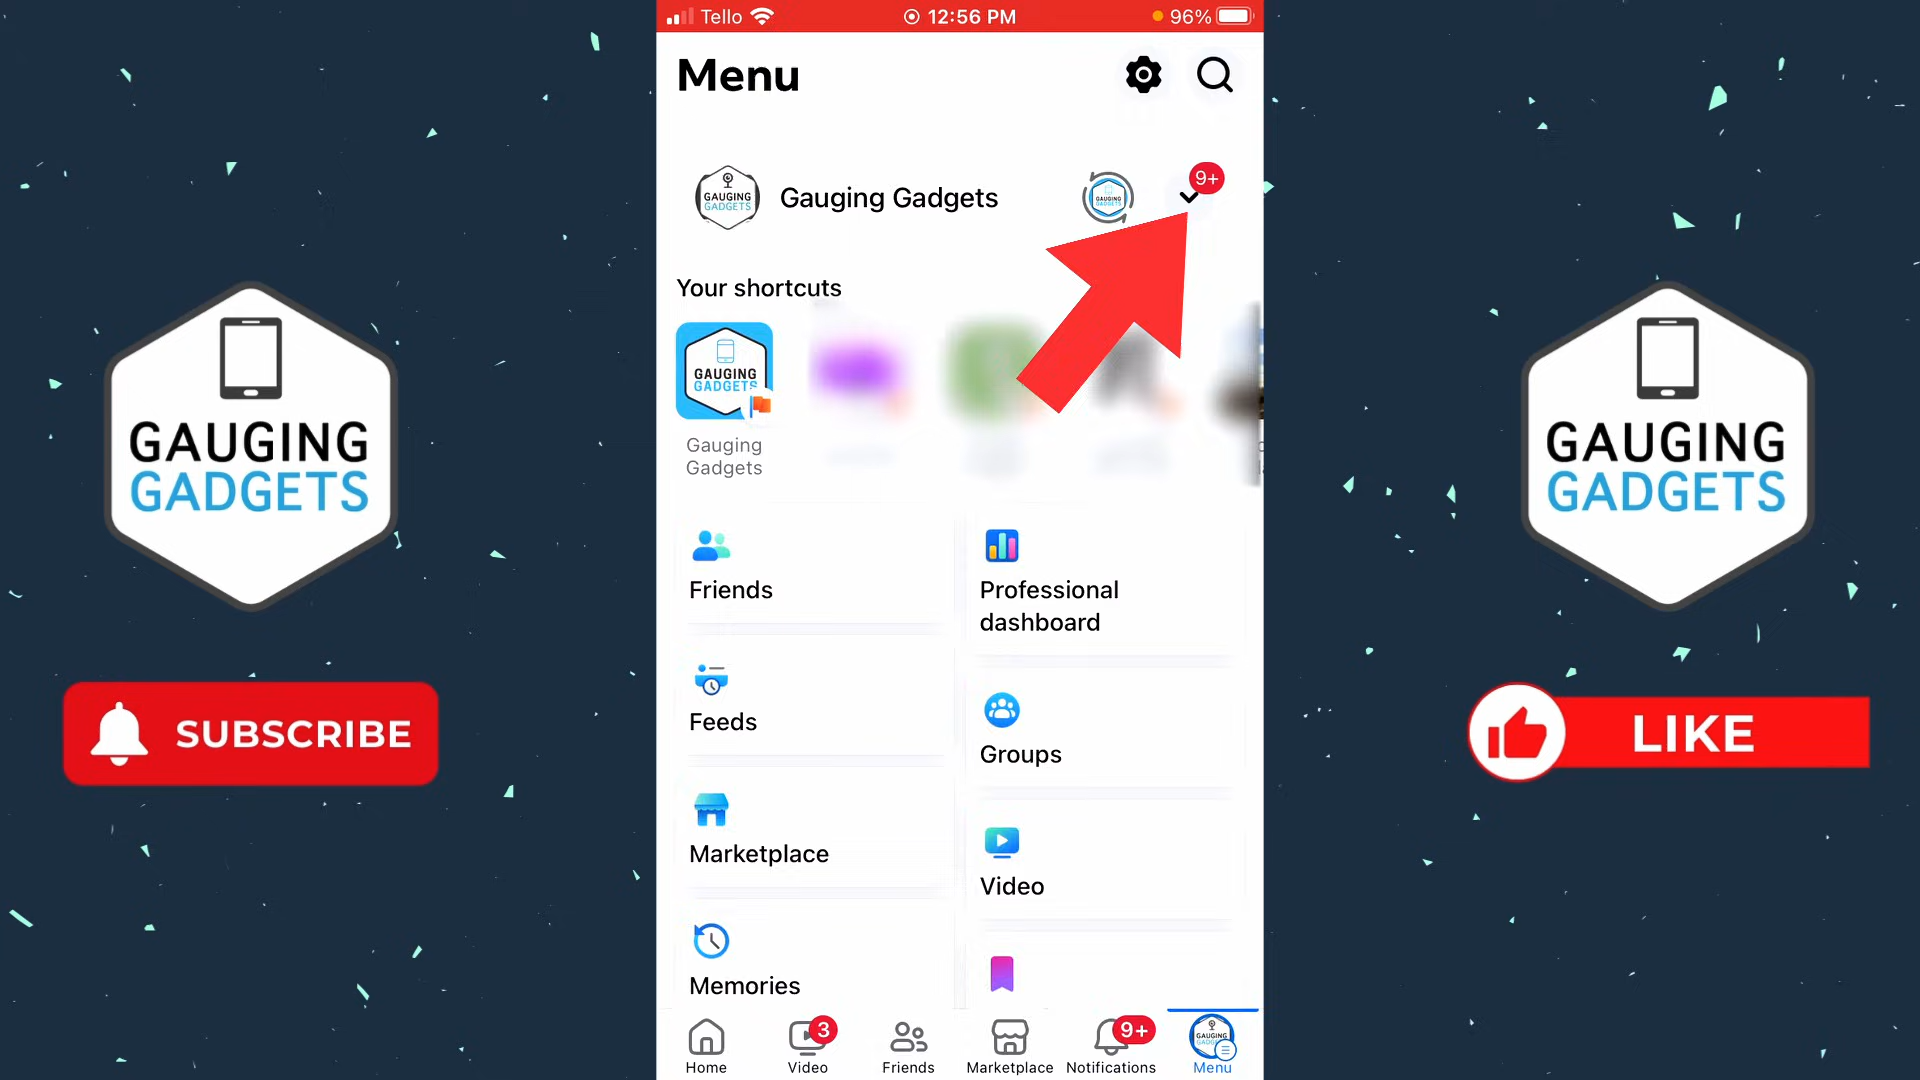 Tello 12:56 PM 96%
Menu
GAUGING
GADGETS
Gauging Gadgets
GAUGING
GADGETS
9+
Your shortcuts
GAUGING
GADGETS
Gauging
Gadgets
Friends
Professional
dashboard
Feeds
Groups
Marketplace
Video
Memories
3
9+
Home
Video
Friends
Marketplace
Notifications
Menu
GAUGING
GADGETS
SUBSCRIBE
GAUGING
GADGETS
LIKE